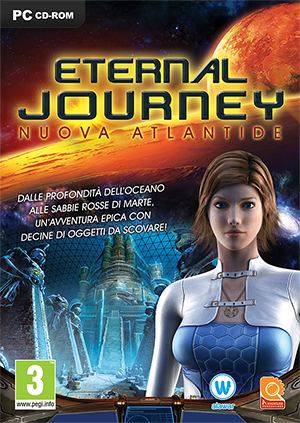 PC CD-ROM
ETERNAL
JOURNEY
NUOVA ATLANTIDE
DALLE PROFONDITÀ DELL'OCEANO
ALLE SABBIE ROSSE DI MARTE,
UN'AVVENTURA EPICA CON
DECINE DI OGGETTI DA SCOVARE!
3
www.pegi.info
W